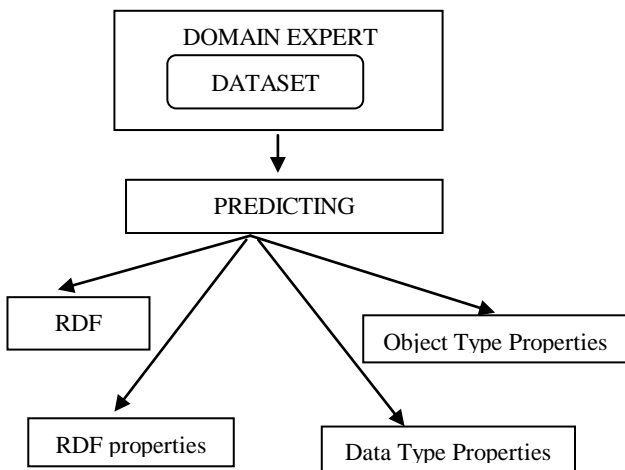 DOMAIN EXPERT
DATASET
PREDICTING
RDF
Object Type Properties
RDF properties
Data Type Properties